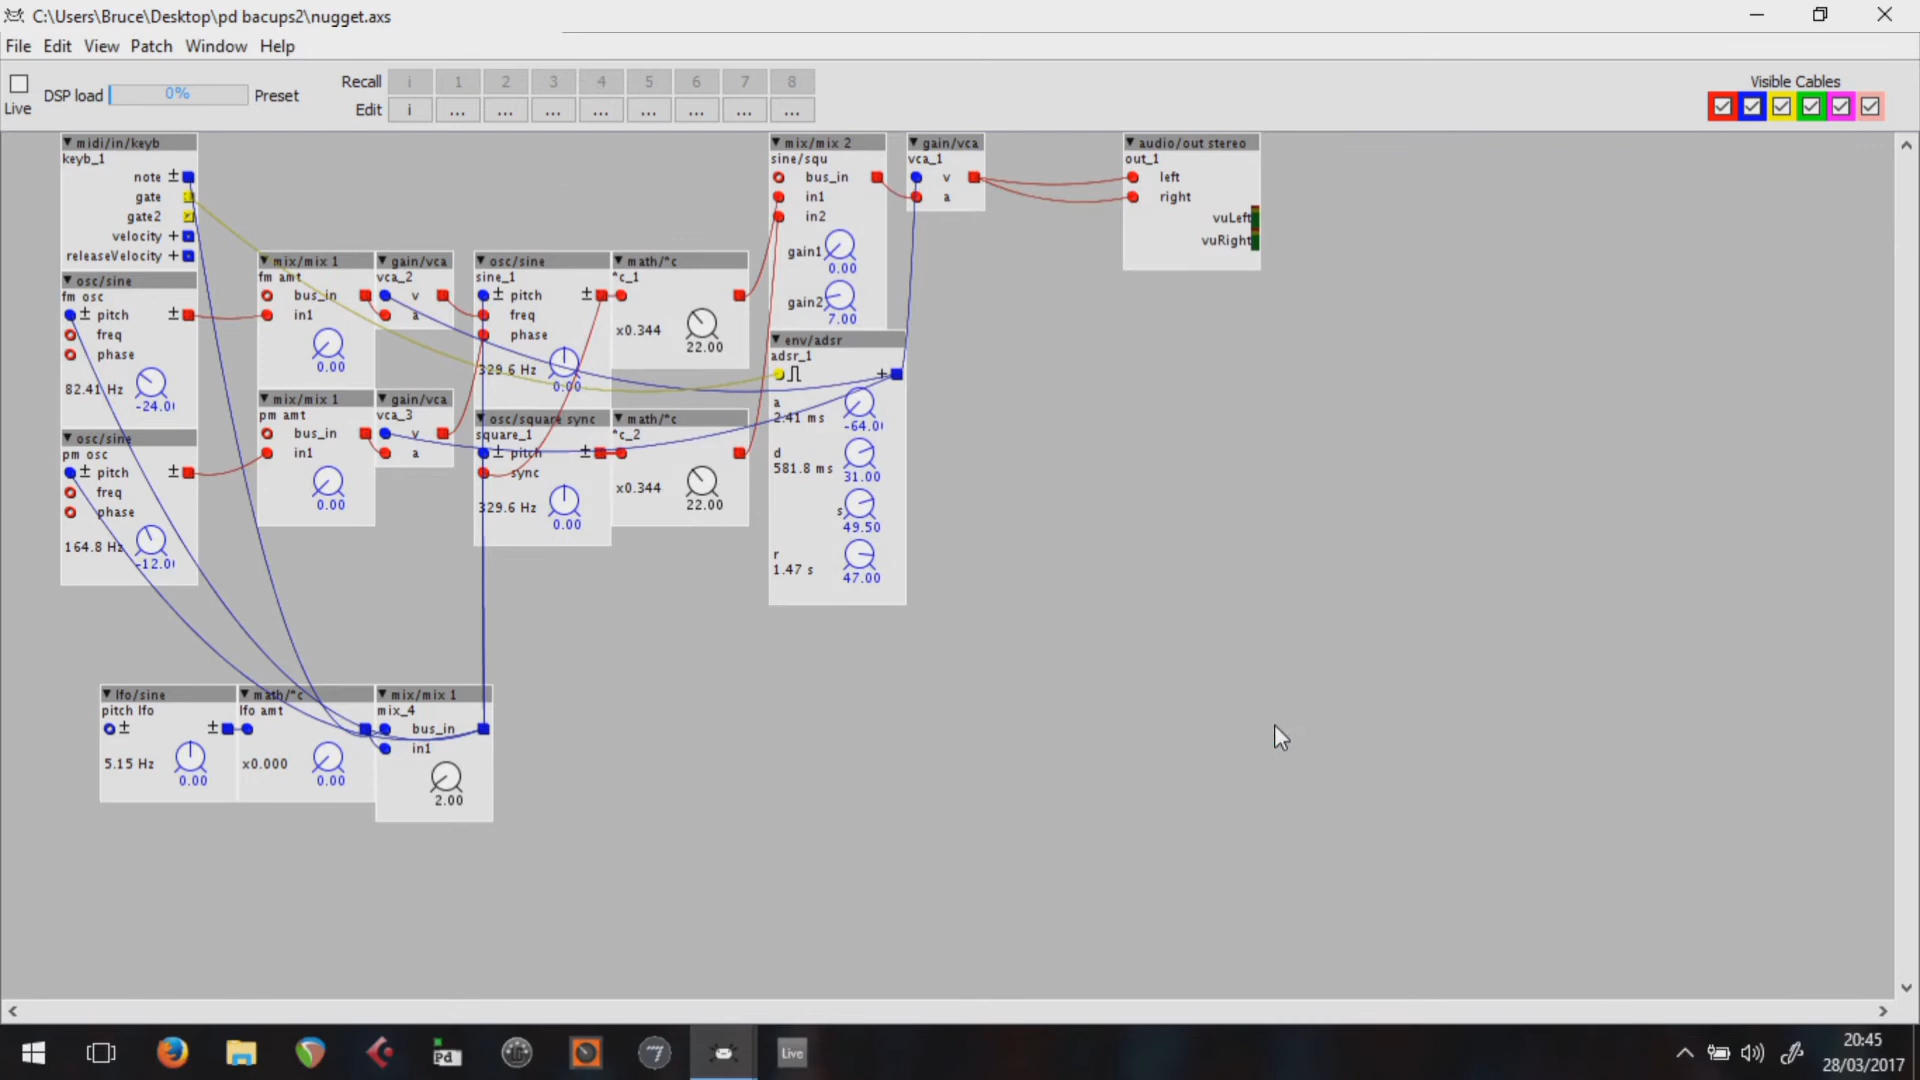 C:\Users\Bruce\Desktop\pd bacups2\nugget.axs
File Edit View Patch Window Help
Live
DSP load 0% Preset
Recall i 1 2 3 4 5 6 7 8
Edit i ... ... ... ... ... ... ... ...
Visible Cables
midi/in/keyb
keyb_1
note ±
gate
gate2
velocity +
releaseVelocity +
osc/sine
fm osc
± pitch ±
freq
phase
82.41 Hz
-24.0
osc/sine
pm osc
± pitch ±
freq
phase
164.8 Hz
-12.0
mix/mix 1
fm amt
bus_in
in1
0.00
gain/vca
vca_2
v
a
mix/mix 1
pm amt
bus_in
in1
0.00
gain/vca
vca_3
v
a
osc/sine
sine_1
± pitch ±
freq
phase
329.6 Hz
0.00
math/*c
*c_1
x0.344
22.00
osc/square sync
square_1
± pitch ±
sync
329.6 Hz
0.00
math/*c
*c_2
x0.344
22.00
mix/mix 2
sine/squ
bus_in
in1
in2
gain1
0.00
gain2
7.00
gain/vca
vca_1
v
a
env/adsr
adsr_1
+
a
2.41 ms
-64.0
d
581.8 ms
31.00
s
49.50
r
1.47 s
47.00
audio/out stereo
out_1
left
right
vuLeft
vuRight
lfo/sine
pitch lfo
± ±
5.15 Hz
0.00
math/*c
lfo amt
x0.000
0.00
mix/mix 1
mix_4
bus_in
in1
2.00
Pd
Live
20:45
28/03/2017